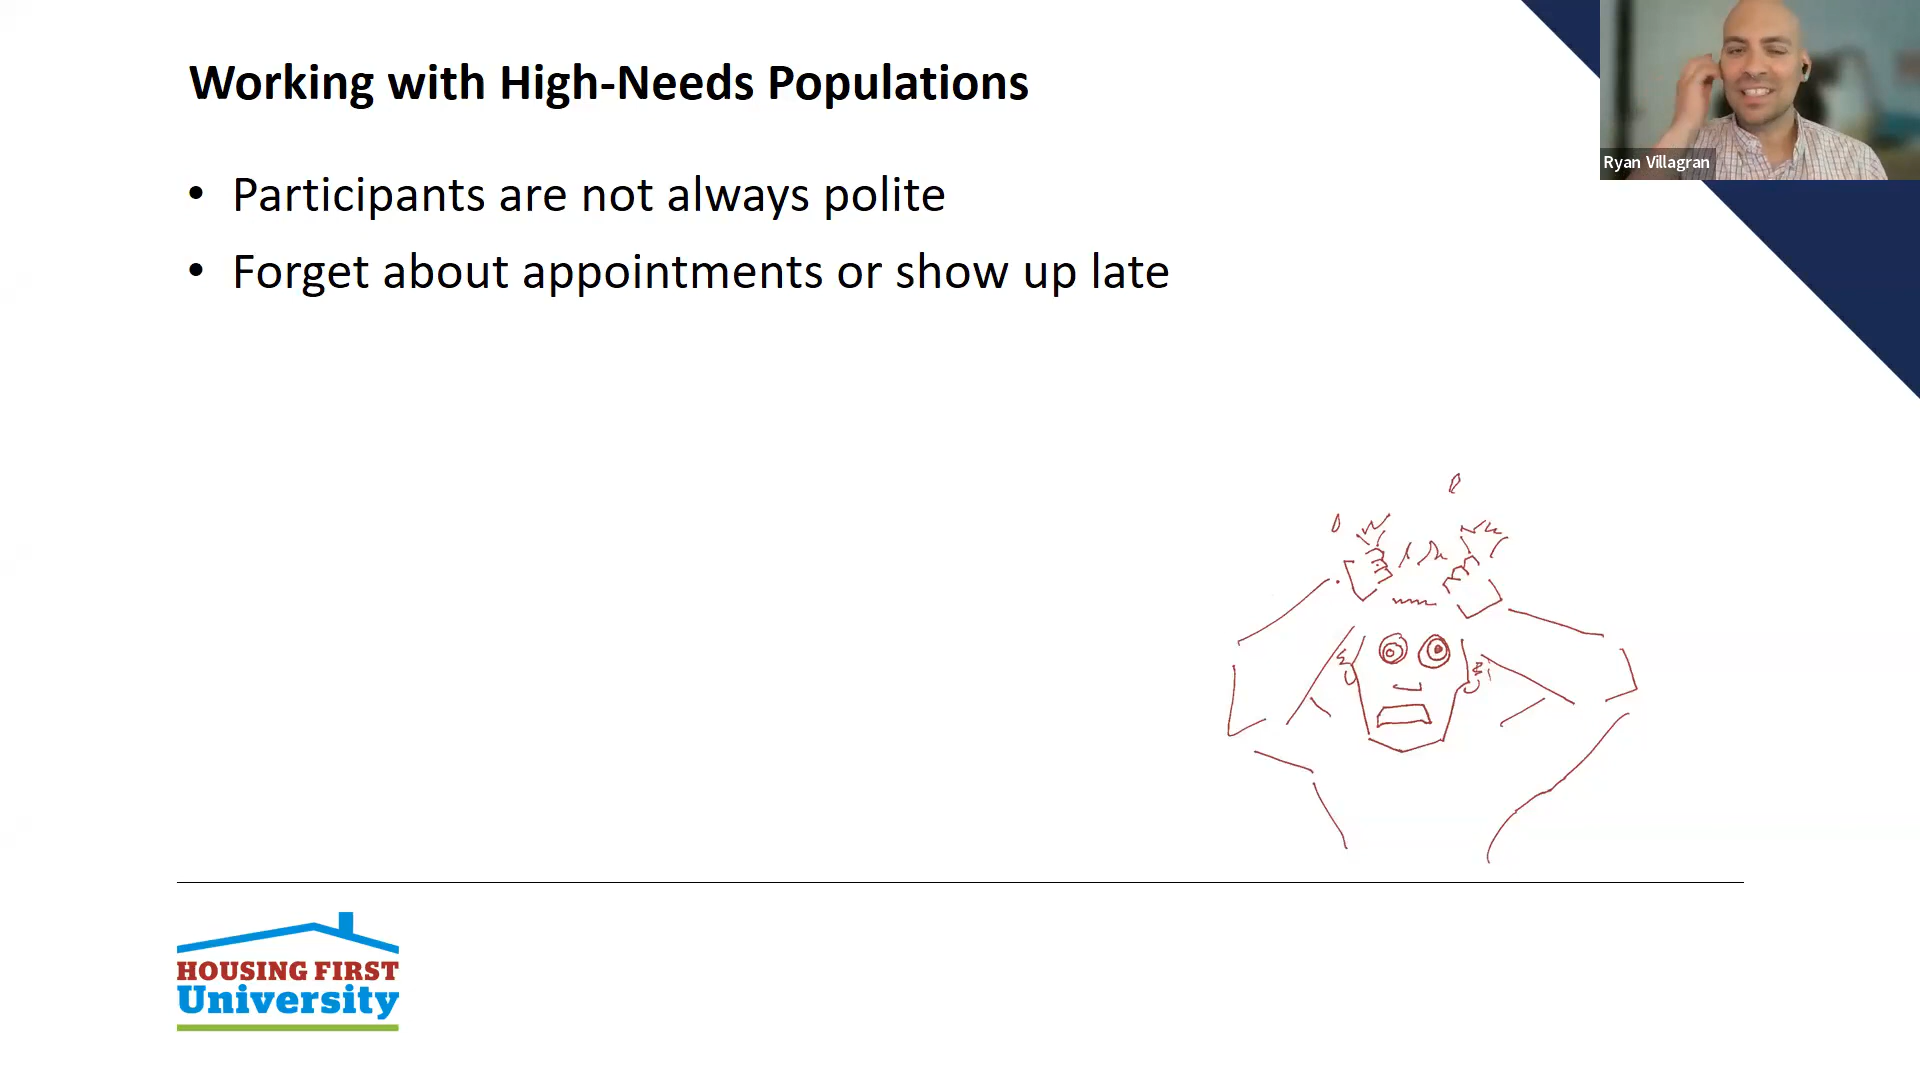 Working with High-Needs Populations
Ryan Villagran
• Participants are not always polite
• Forget about appointments or show up late
HOUSING FIRST
University